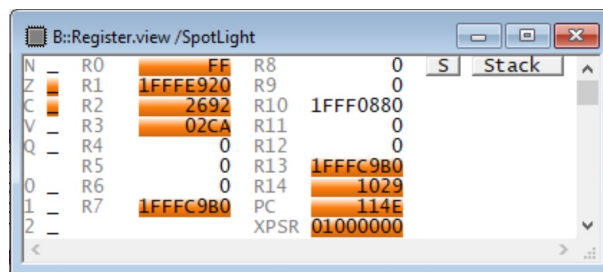 B::Register.view /SpotLight
N _ R0 FF R8 0 S Stack
Z _ R1 1FFFE920 R9 0
C _ R2 2692 R10 1FFF0880
V _ R3 02CA R11 0
Q _ R4 0 R12 0
R5 0 R13 1FFFC9B0
0 _ R6 0 R14 1029
1 _ R7 1FFFC9B0 PC 114E
2 _ XPSR 01000000